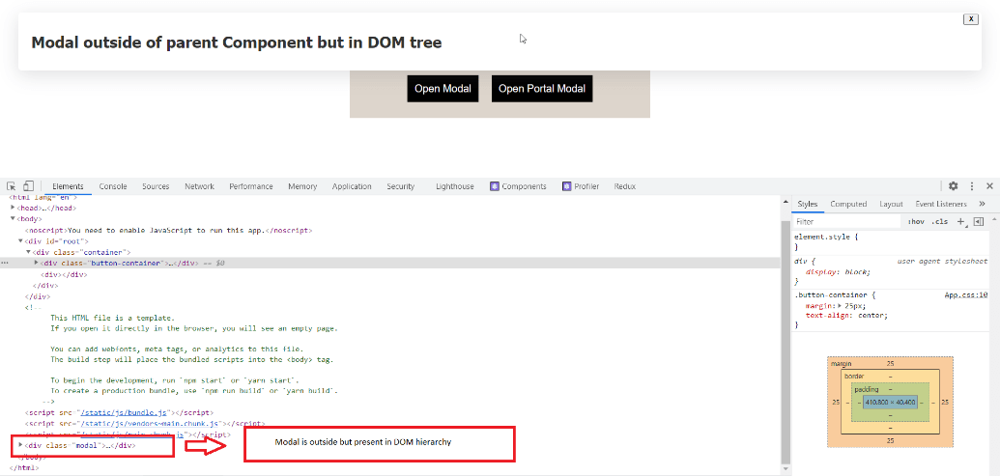 X
Modal outside of parent Component but in DOM tree
Open Modal Open Portal Modal
Elements Console Sources Network Performance Memory Application Security Lighthouse Components Profiler Redux
<html lang="en">
<head>…</head>
<body>
<noscript>You need to enable JavaScript to run this app.</noscript>
<div id="root">
<div class="container">
<div class="button-container">…</div> == $0
<div></div>
</div>
</div>
<!--
This HTML file is a template.
If you open it directly in the browser, you will see an empty page.
You can add webfonts, meta tags, or analytics to this file.
The build step will place the bundled scripts into the <body> tag.
To begin the development, run `npm start` or `yarn start`.
To create a production bundle, use `npm run build` or `yarn build`.
-->
<script src="/static/js/bundle.js"></script>
<script src="/static/js/vendors~main.chunk.js"></script>
<script src="/static/js/main.chunk.js"></script>
<div class="modal">…</div>
Modal is outside but present in DOM hierarchy
</body>
</html>
Styles Computed Layout Event Listeners »
Filter :hov .cls +
element.style {
}
div { user agent stylesheet
display: block;
}
.button-container { App.css:10
margin: 25px;
text-align: center;
}
margin 25
border –
padding –
25 – – 410.800 × 40.400 – – 25
–
–
25